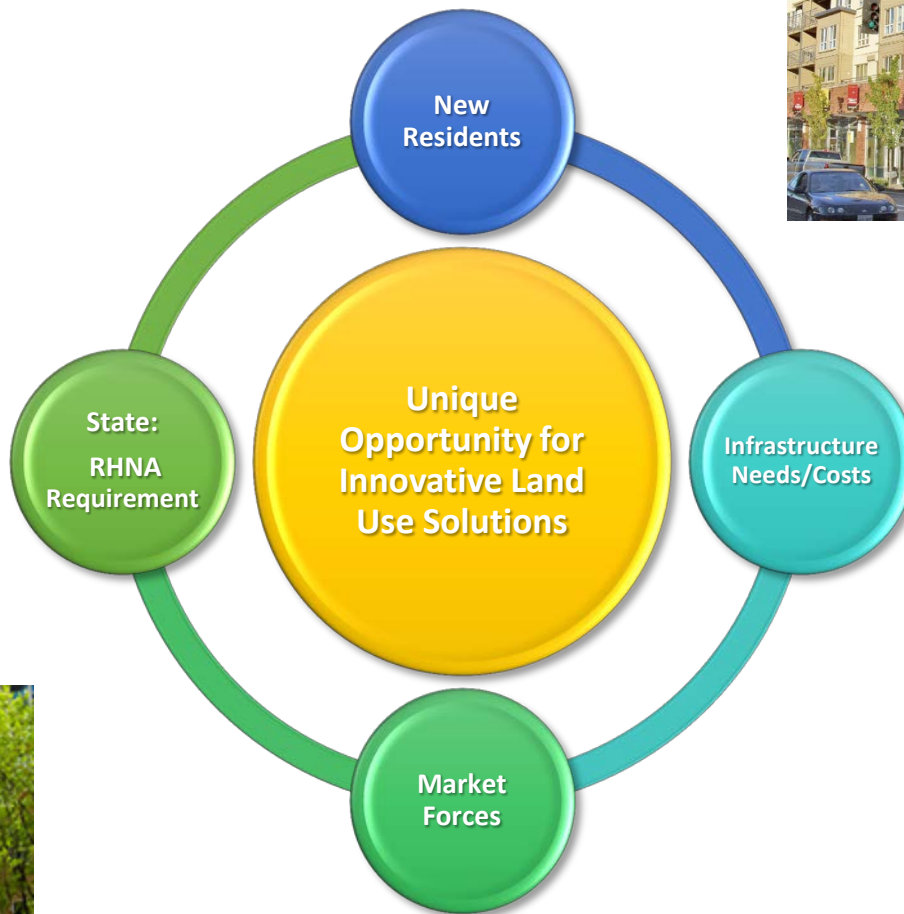 New
Residents
State:
RHNA
Requirement
Unique
Opportunity for
Innovative Land
Use Solutions
Infrastructure
Needs/Costs
Market
Forces